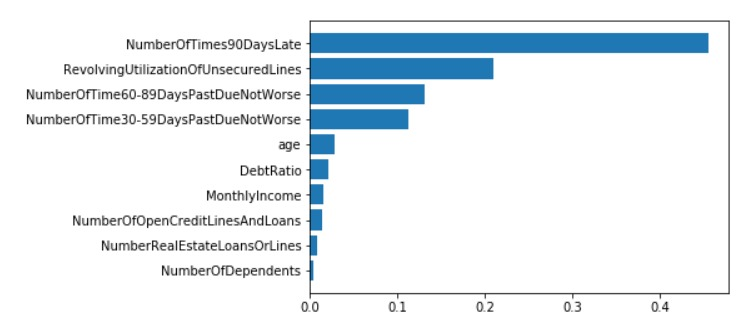 NumberOfTimes90DaysLate
RevolvingUtilizationOfUnsecuredLines
NumberOfTime60-89DaysPastDueNotWorse
NumberOfTime30-59DaysPastDueNotWorse
age
DebtRatio
MonthlyIncome
NumberOfOpenCreditLinesAndLoans
NumberRealEstateLoansOrLines
NumberOfDependents
0.0 0.1 0.2 0.3 0.4